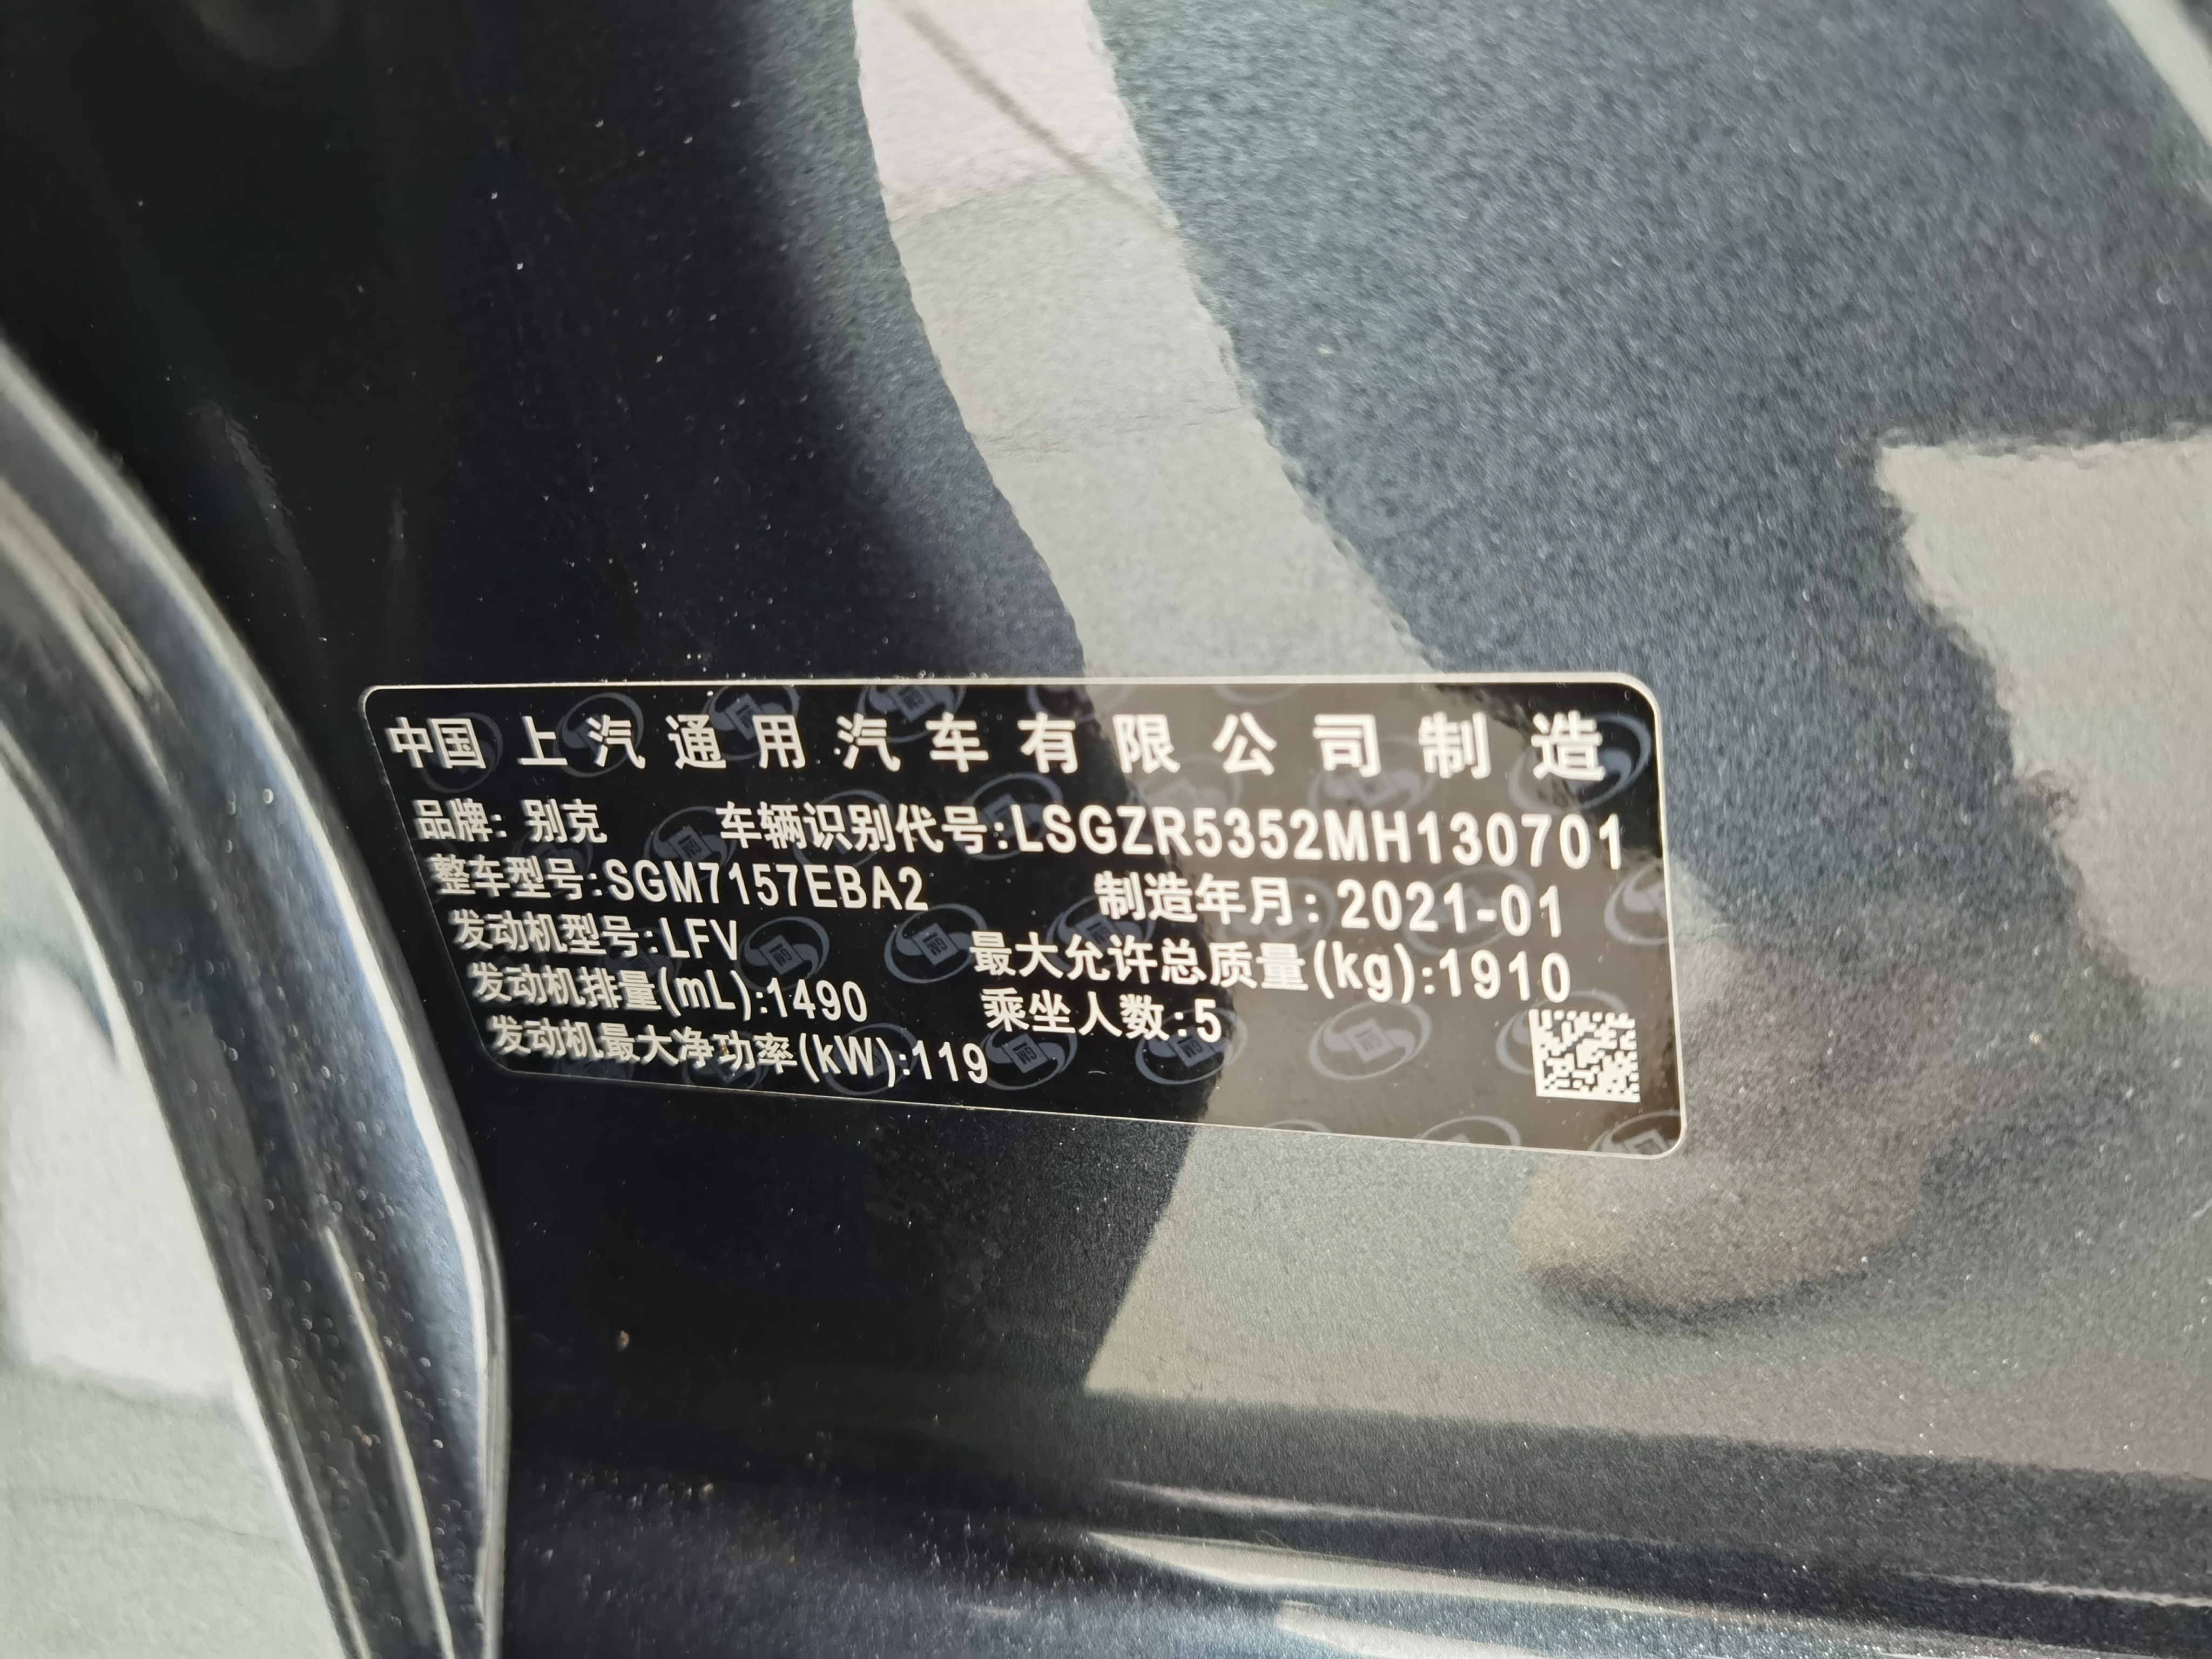 中国 上汽通用汽车有限公司制造
品牌: 别克 车辆识别代号:LSGZR5352MH130701
整车型号:SGM7157EBA2 制造年月: 2021-01
发动机型号:LFV 最大允许总质量(kg):1910
发动机排量(mL):1490 乘坐人数:5
发动机最大净功率(kW):119